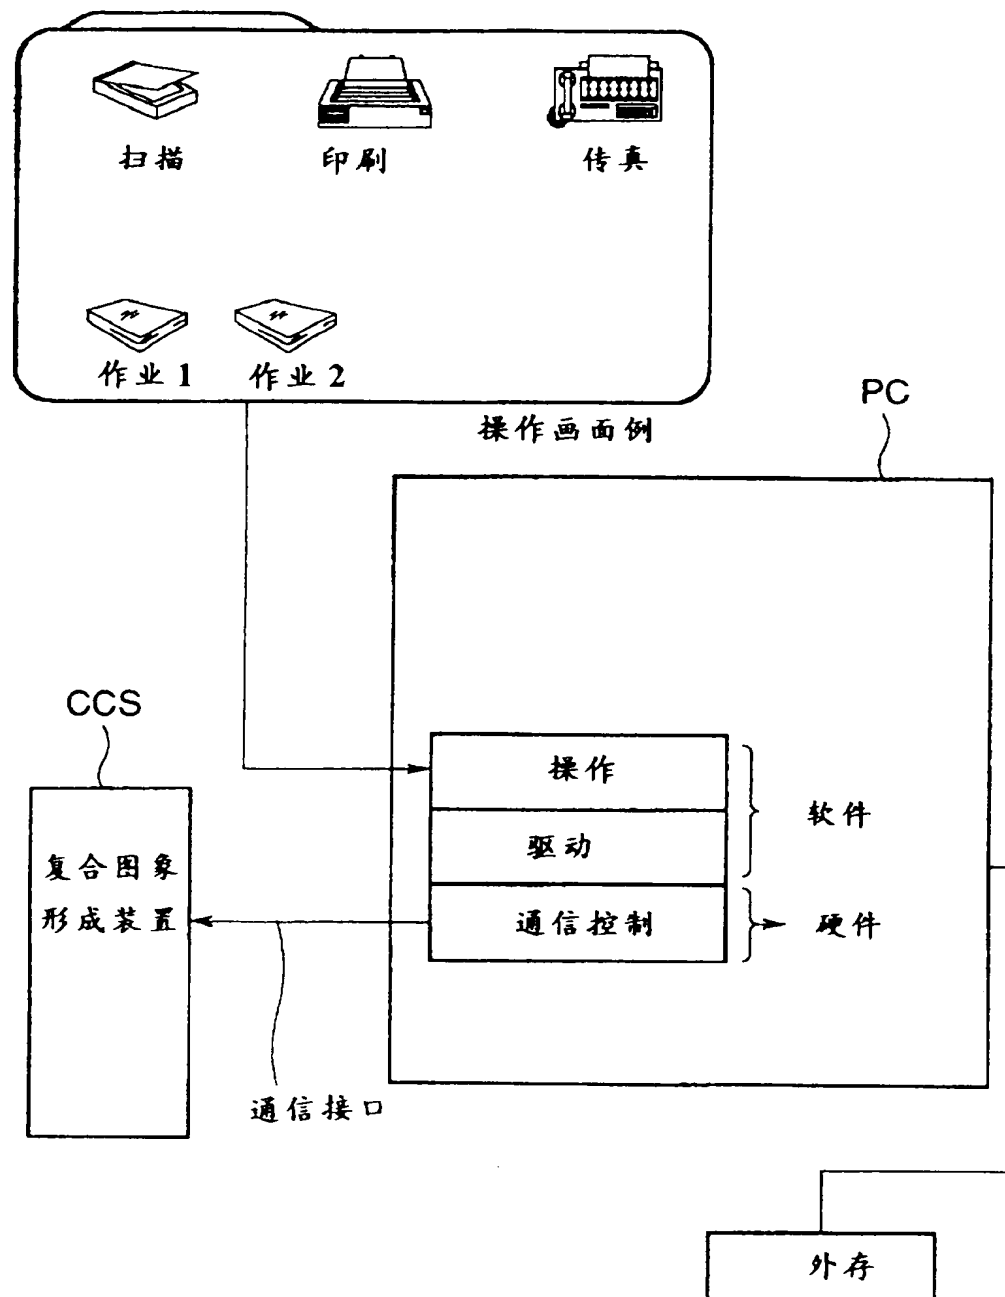 扫描
印刷
传真
作业1
作业2
操作画面例
PC
CCS
操作
驱动
软件
复合图象
形成装置
通信控制
硬件
通信接口
外存